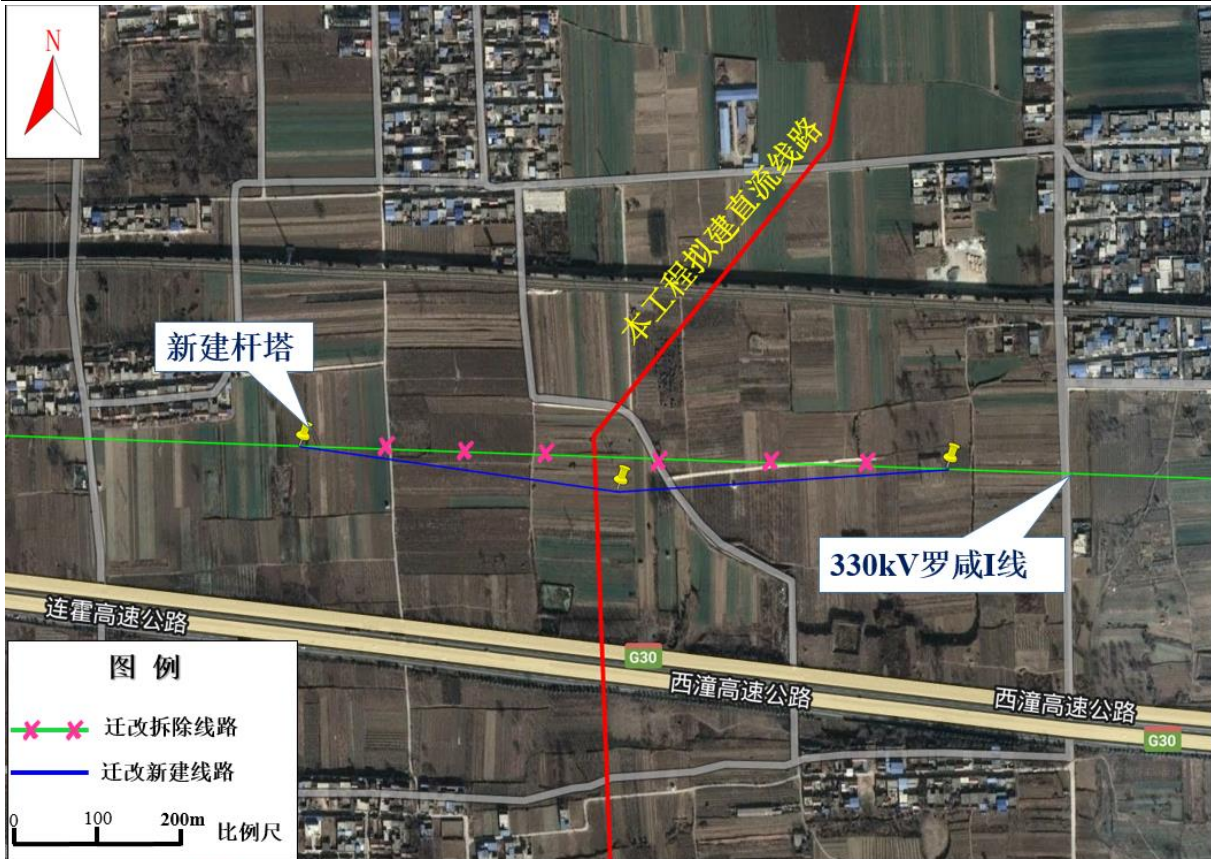 N
本工程拟建直流线路
新建杆塔
330kV罗咸I线
连霍高速公路
G30
西潼高速公路
西潼高速公路
G30
图 例
迁改拆除线路
迁改新建线路
0 100 200m 比例尺